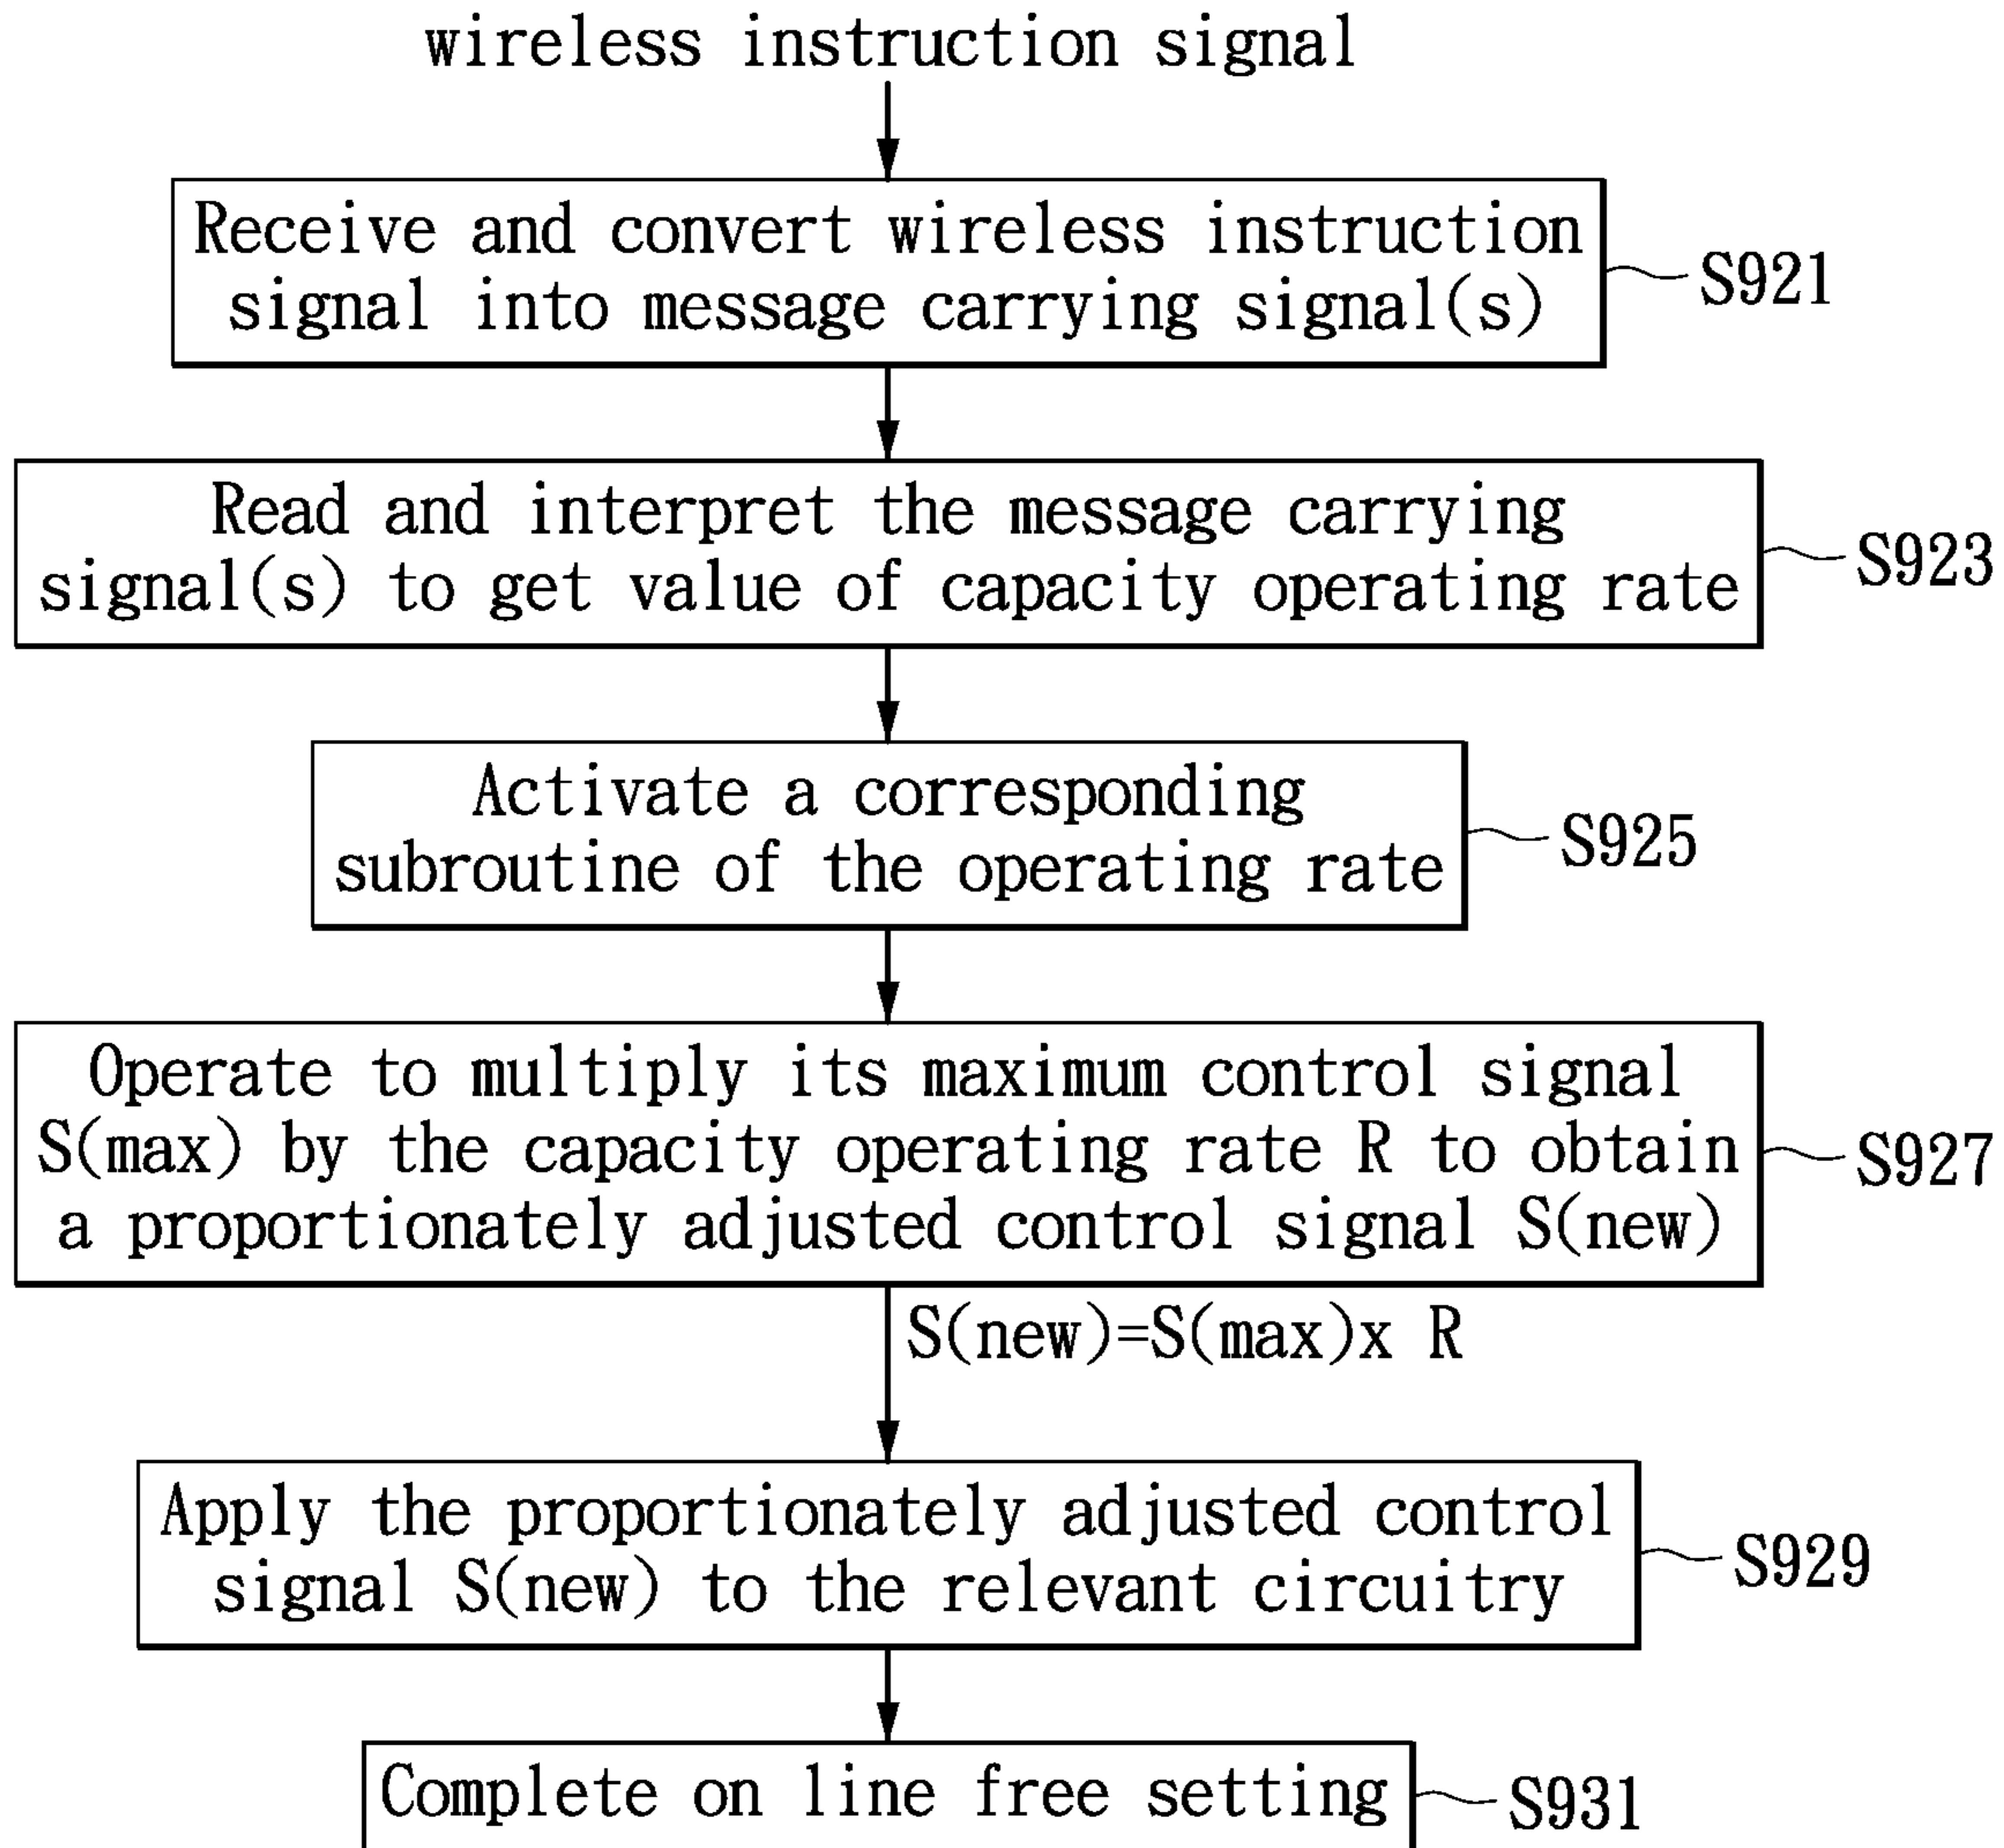 wireless instruction signal
Receive and convert wireless instruction
signal into message carrying signal(s)
S921
Read and interpret the message carrying
signal(s) to get value of capacity operating rate
S923
Activate a corresponding
subroutine of the operating rate
S925
Operate to multiply its maximum control signal
S(max) by the capacity operating rate R to obtain
a proportionately adjusted control signal S(new)
S927
S(new)=S(max)x R
Apply the proportionately adjusted control
signal S(new) to the relevant circuitry
S929
Complete on line free setting
S931